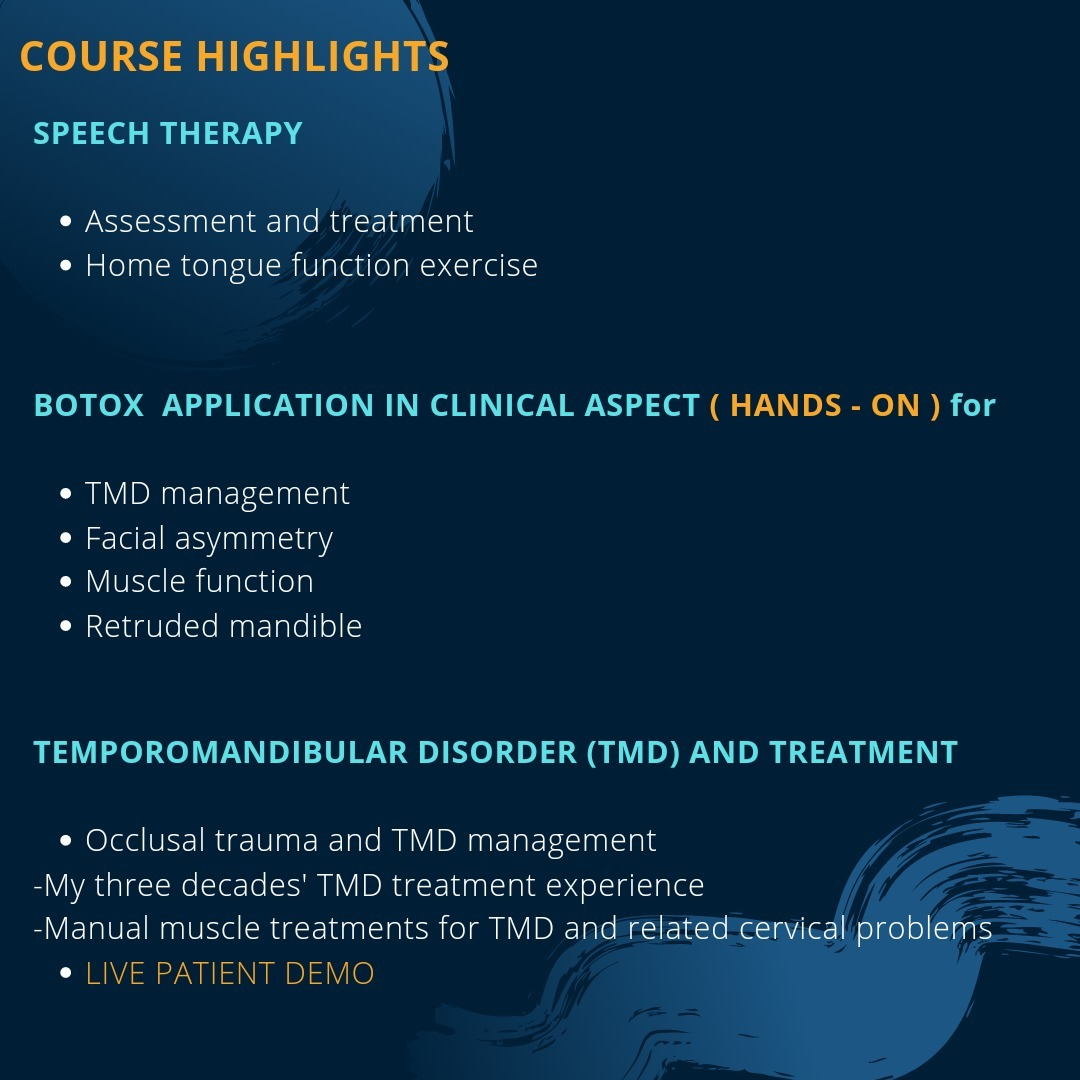 COURSE HIGHLIGHTS
SPEECH THERAPY
• Assessment and treatment
• Home tongue function exercise
BOTOX  APPLICATION IN CLINICAL ASPECT ( HANDS - ON ) for
• TMD management
• Facial asymmetry
• Muscle function
• Retruded mandible
TEMPOROMANDIBULAR DISORDER (TMD) AND TREATMENT
• Occlusal trauma and TMD management
-My three decades' TMD treatment experience
-Manual muscle treatments for TMD and related cervical problems
• LIVE PATIENT DEMO